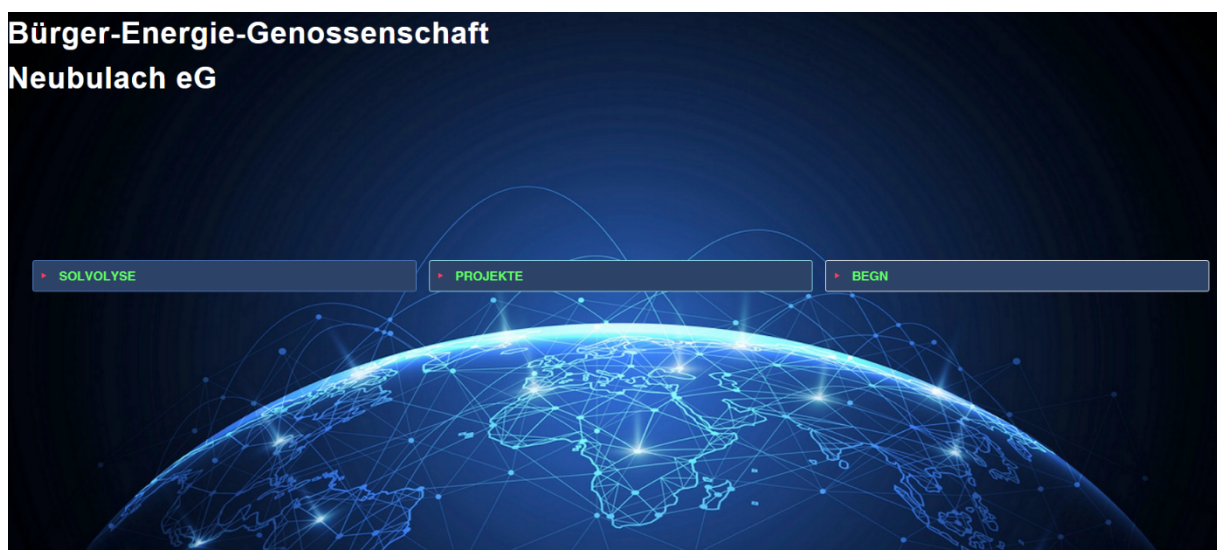 Bürger-Energie-Genossenschaft
Neubulach eG
SOLVOLYSE
PROJEKTE
BEGN